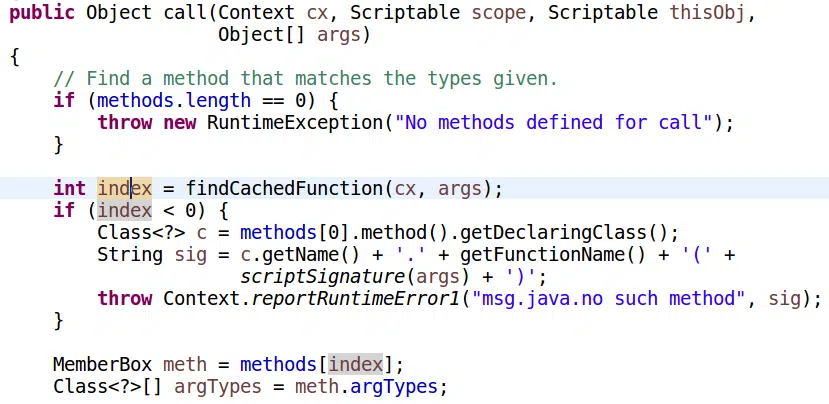 public Object call(Context cx, Scriptable scope, Scriptable thisObj,
                   Object[] args)
{
    // Find a method that matches the types given.
    if (methods.length == 0) {
        throw new RuntimeException("No methods defined for call");
    }

    int index = findCachedFunction(cx, args);
    if (index < 0) {
        Class<?> c = methods[0].method().getDeclaringClass();
        String sig = c.getName() + '.' + getFunctionName() + '(' +
                     scriptSignature(args) + ')';
        throw Context.reportRuntimeError1("msg.java.no such method", sig);
    }

    MemberBox meth = methods[index];
    Class<?>[] argTypes = meth.argTypes;